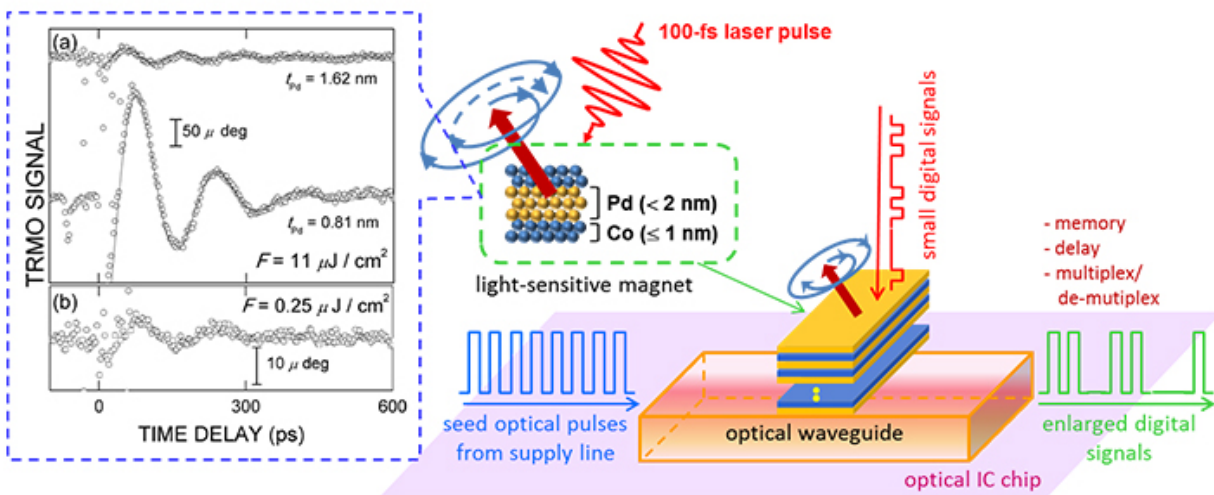 (a)
t_Pd = 1.62 nm
50 μ deg
t_Pd = 0.81 nm
F = 11 μJ / cm²
(b)
F = 0.25 μJ / cm²
10 μ deg
TRMO SIGNAL
0
300
600
TIME DELAY (ps)
100-fs laser pulse
Pd (< 2 nm)
Co (≤ 1 nm)
light-sensitive magnet
small digital signals
- memory
- delay
- multiplex/
de-mutiplex
seed optical pulses
from supply line
optical waveguide
enlarged digital
signals
optical IC chip